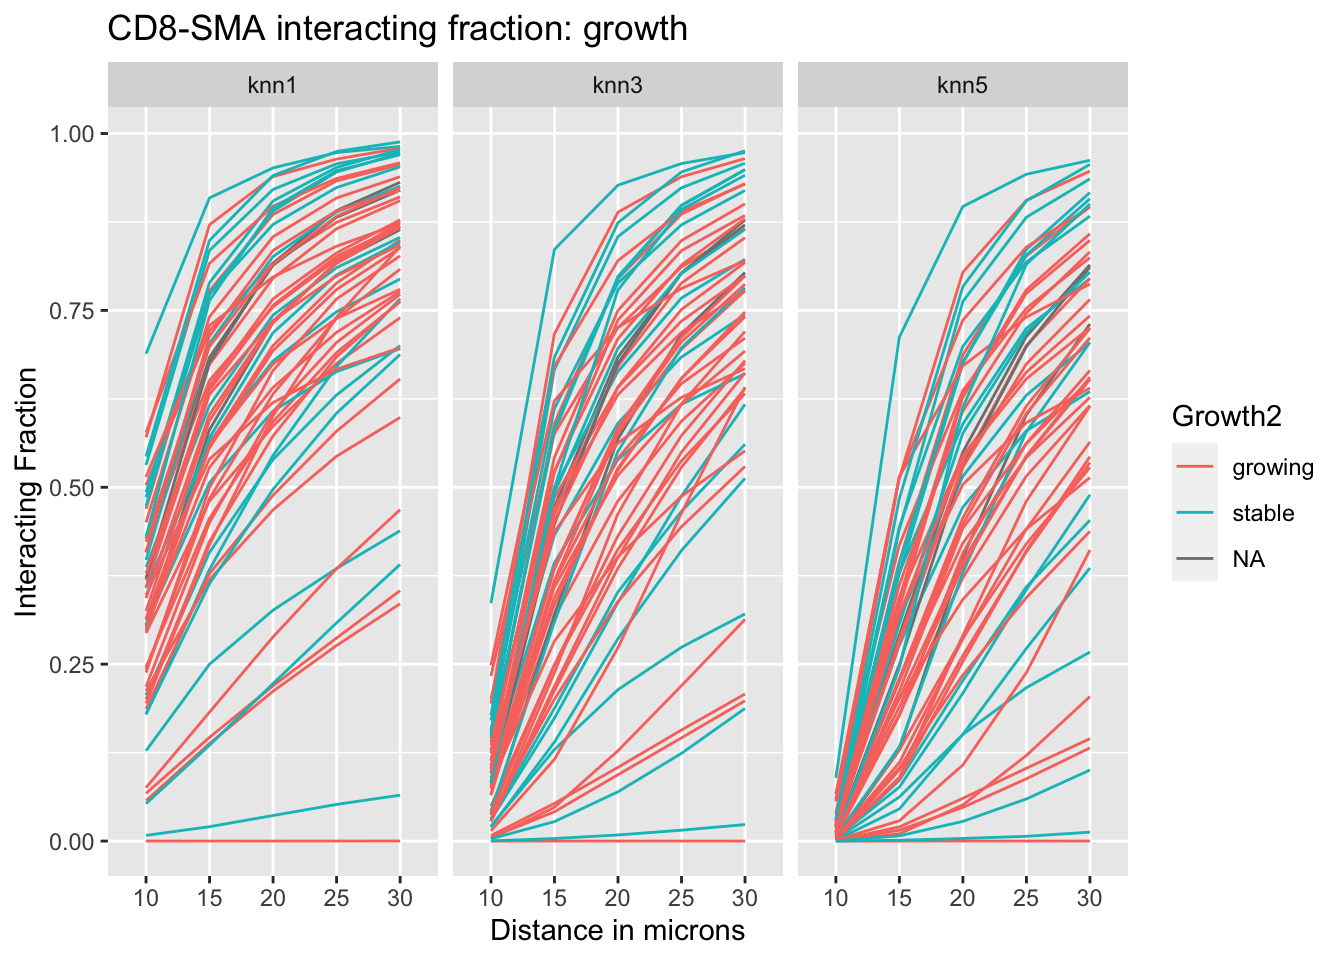 CD8-SMA interacting fraction: growth
knn1 knn3 knn5
1.00
0.75
0.50
0.25
0.00
Interacting Fraction
10 15 20 25 30 10 15 20 25 30 10 15 20 25 30
Distance in microns
Growth2
growing
stable
NA